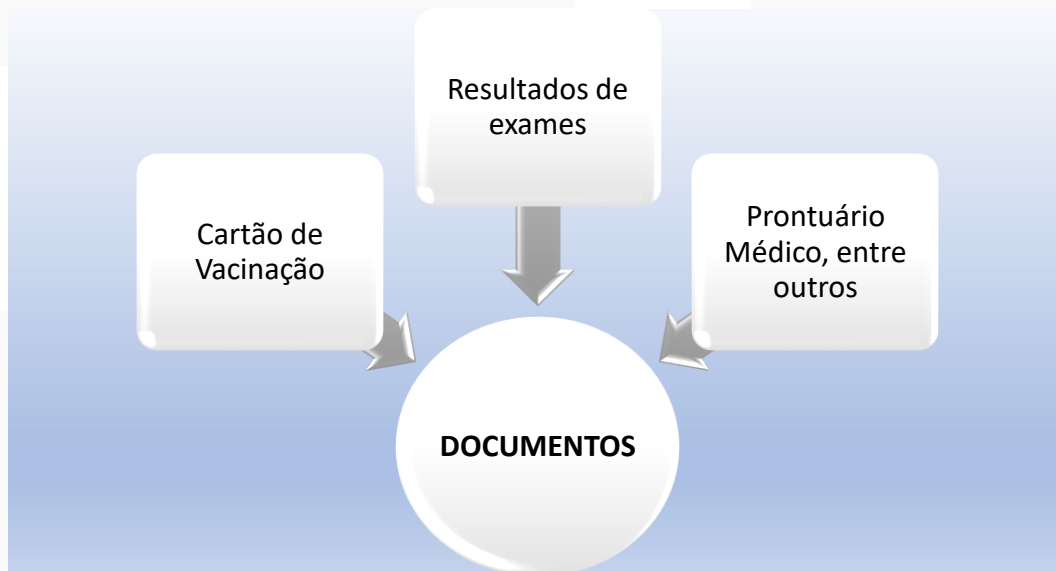 Resultados de
exames
Cartão de
Vacinação
Prontuário
Médico, entre
outros
DOCUMENTOS